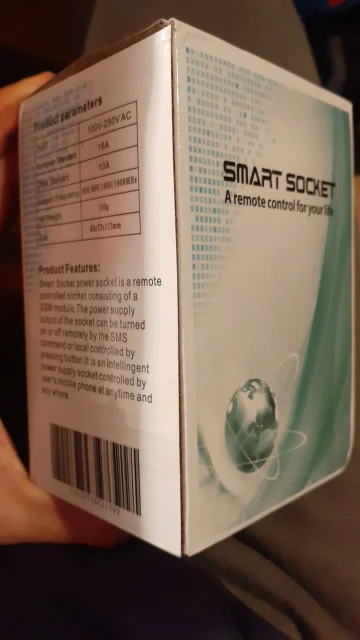 Product parameters
100V-250V AC
16A
10A
850/900/1800/1900MHz
Product Features:
Smart Socket power socket is a remote
controlled socket consisting of a
GSM module. The power supply
output of the socket can be turned
on or off remotely by the SMS
command or local controlled by
pressing button. It is an intellingent
power supply socket controlled by
user's mobile phone at anytime and
any where.
SMART SOCKET
A remote control for your life